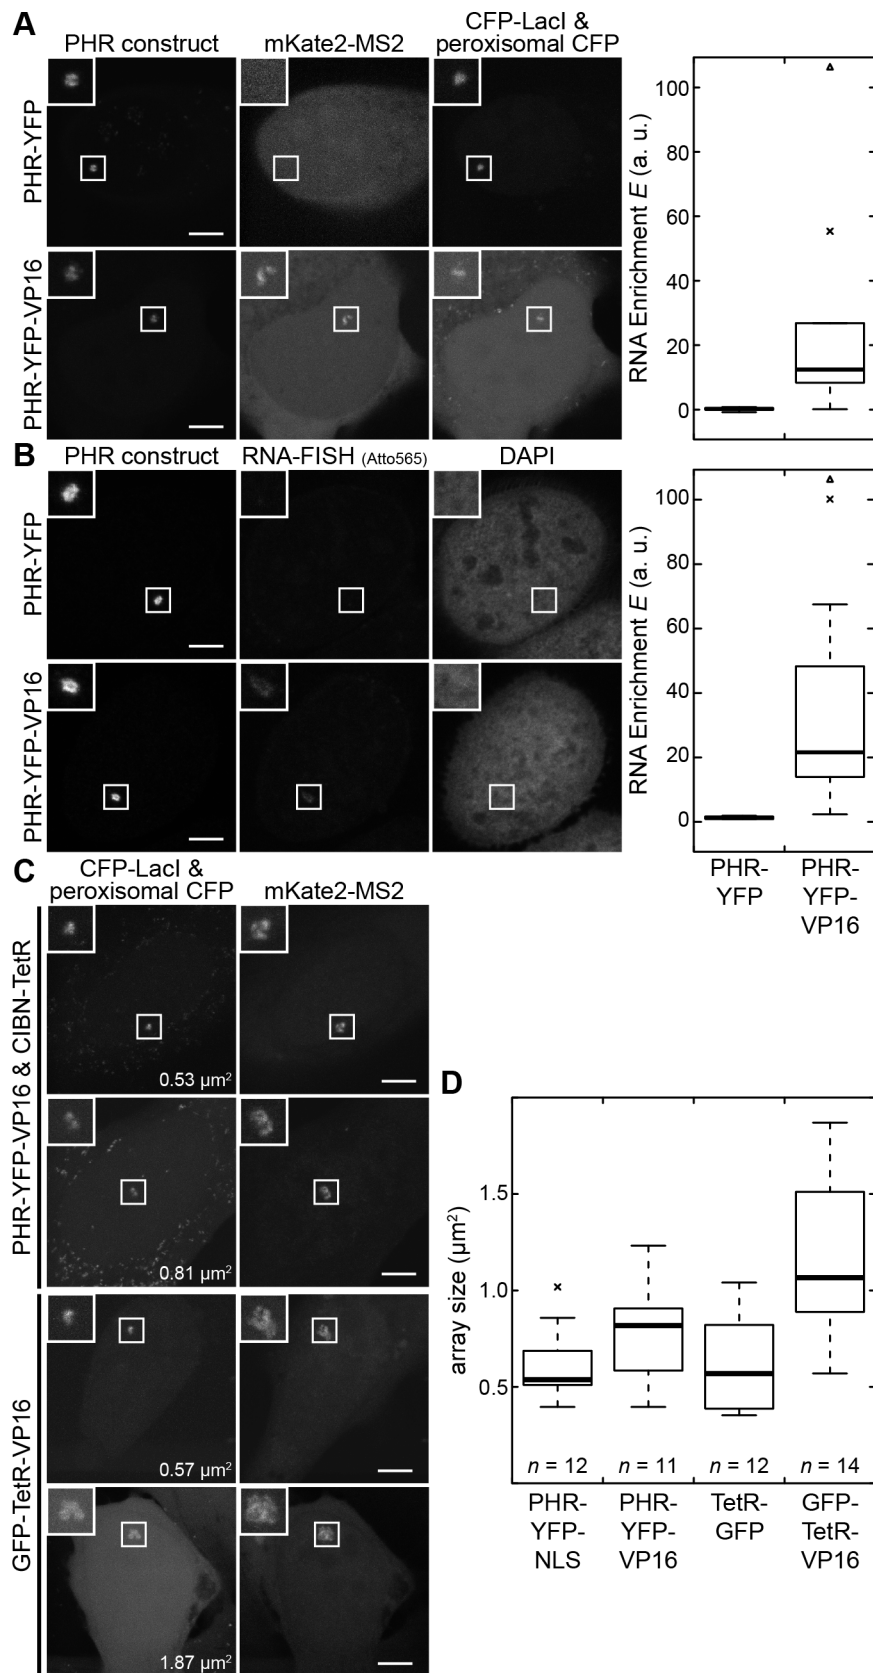 A
PHR construct
mKate2-MS2
CFP-LacI &
peroxisomal CFP
PHR-YFP
PHR-YFP-VP16
RNA Enrichment E (a. u.)
100
80
60
40
20
0
B
PHR construct
RNA-FISH (Atto565)
DAPI
PHR-YFP
PHR-YFP-VP16
RNA Enrichment E (a. u.)
100
80
60
40
20
0
PHR-
YFP
PHR-
YFP-
VP16
C
CFP-LacI &
peroxisomal CFP
mKate2-MS2
PHR-YFP-VP16 & CIBN-TetR
0.53 µm²
0.81 µm²
GFP-TetR-VP16
0.57 µm²
1.87 µm²
D
array size (µm²)
1.5
1.0
0.5
n = 12
n = 11
n = 12
n = 14
PHR-
YFP-
NLS
PHR-
YFP-
VP16
TetR-
GFP
GFP-
TetR-
VP16